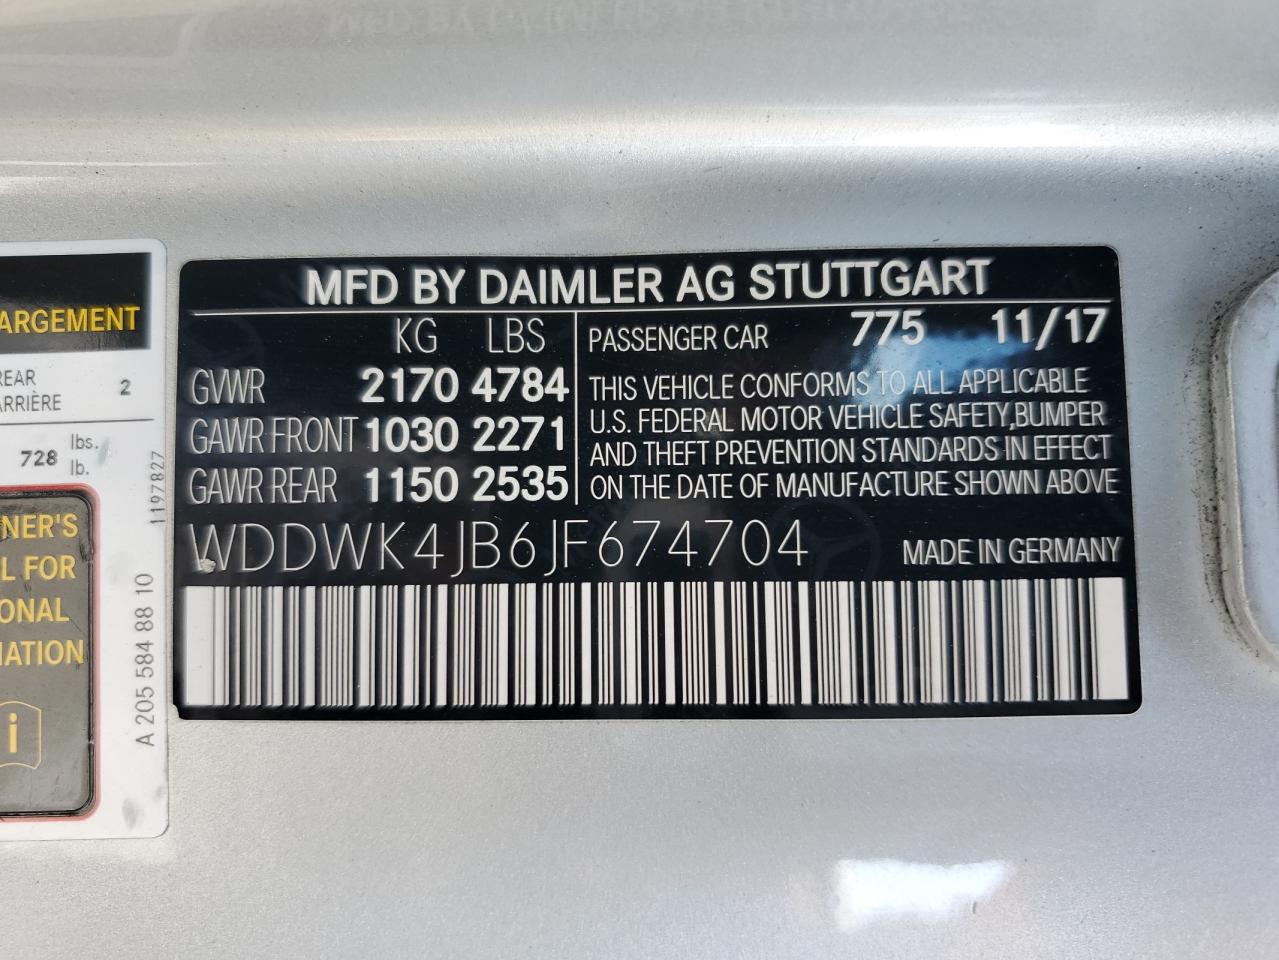 ARGEMENT
REAR
ARRIÈRE
2
728
lbs.
lb.
NER'S
L FOR
ONAL
MATION
i
A 205 584 88 10
1197827
MFD BY DAIMLER AG STUTTGART
KG LBS
GVWR 2170 4784
GAWR FRONT 1030 2271
GAWR REAR 1150 2535
PASSENGER CAR 775 11/17
THIS VEHICLE CONFORMS TO ALL APPLICABLE
U.S. FEDERAL MOTOR VEHICLE SAFETY,BUMPER
AND THEFT PREVENTION STANDARDS IN EFFECT
ON THE DATE OF MANUFACTURE SHOWN ABOVE
WDDWK4JB6JF674704
MADE IN GERMANY